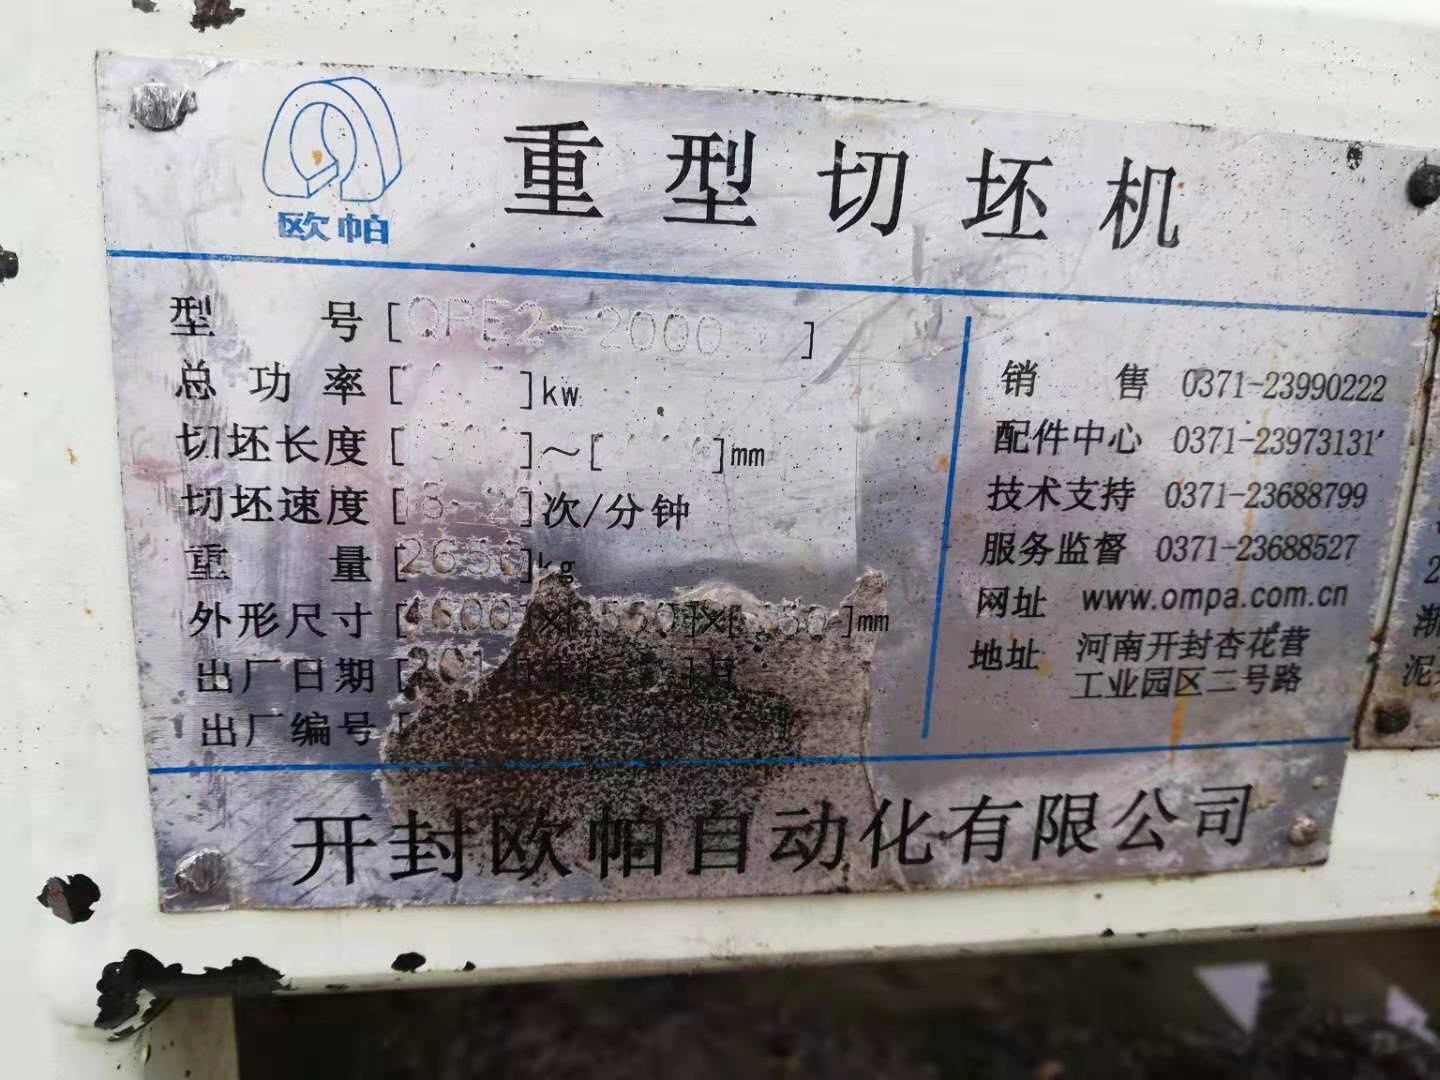 欧帕
重型切坯机
型号[QPE2-2000]
总功率[ ]kw
切坯长度[ ]~[ ]mm
切坯速度[ ]次/分钟
重量[2650]kg
外形尺寸[4600]×[ ]×[ ]mm
出厂日期[ ]月
出厂编号[
销售 0371-23990222
配件中心 0371-23973131
技术支持 0371-23688799
服务监督 0371-23688527
网址 www.ompa.com.cn
地址 河南开封杏花营
工业园区二号路
开封欧帕自动化有限公司